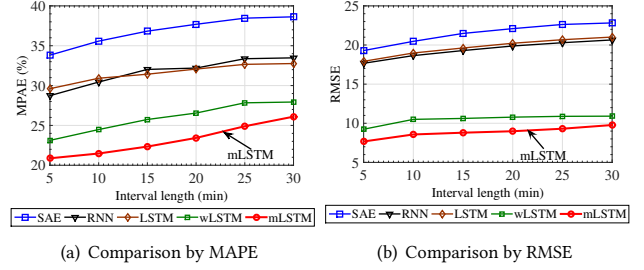 40
35
30
25
20
MPAE (%)
5 10 15 20 25 30
Interval length (min)
mLSTM
SAE RNN LSTM wLSTM mLSTM
(a) Comparison by MAPE
25
20
15
10
5
RMSE
5 10 15 20 25 30
Interval length (min)
mLSTM
SAE RNN LSTM wLSTM mLSTM
(b) Comparison by RMSE